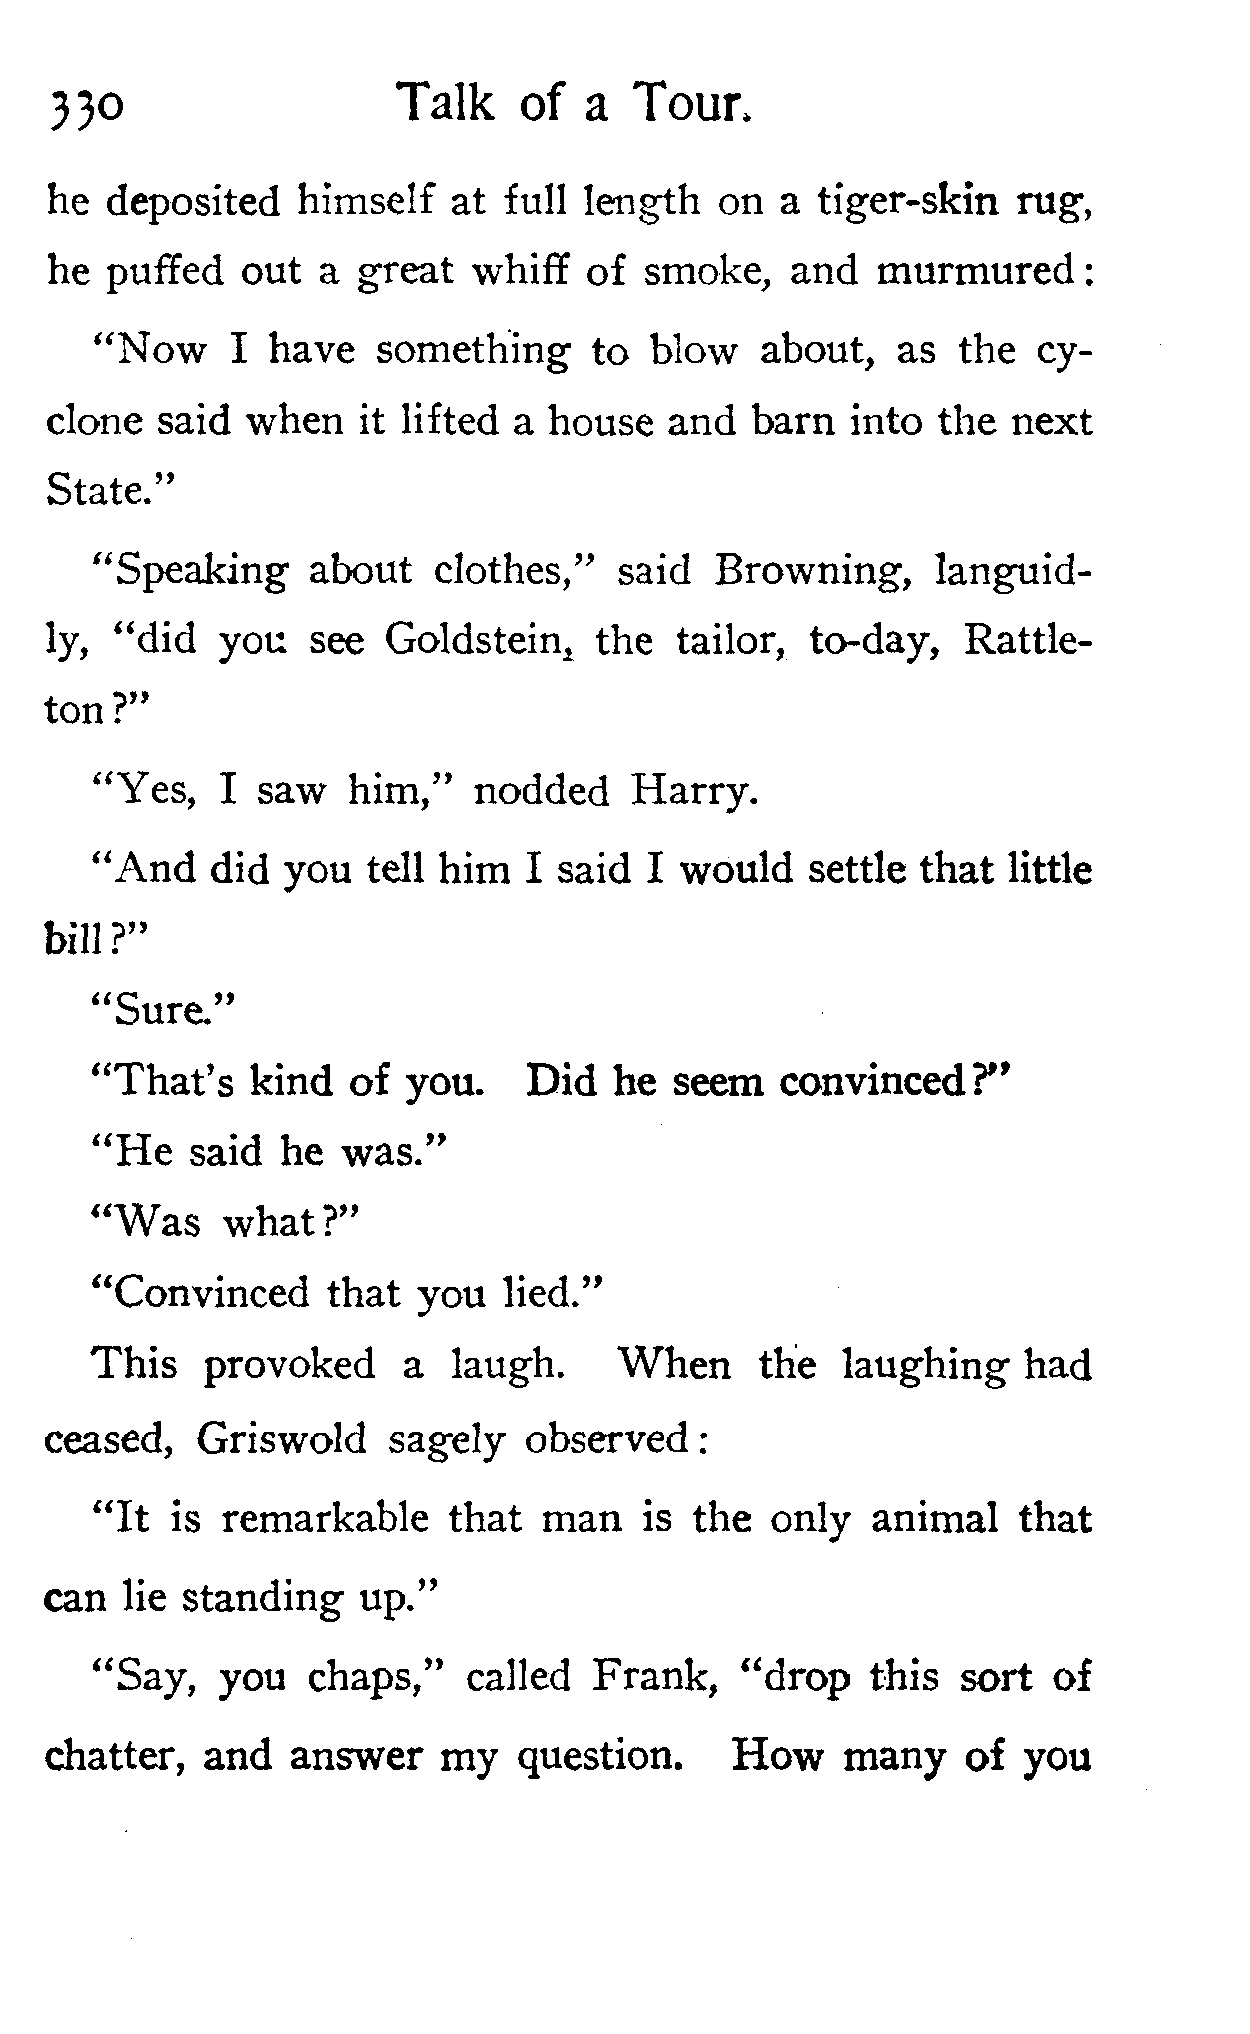 330 Talk of a Tour.
he deposited himself at full length on a tiger-skin rug,
he puffed out a great whiff of smoke, and murmured:
"Now I have something to blow about, as the cy-
clone said when it lifted a house and barn into the next
State."
"Speaking about clothes," said Browning, languid-
ly, "did you see Goldstein, the tailor, to-day, Rattle-
ton?"
"Yes, I saw him," nodded Harry.
"And did you tell him I said I would settle that little
bill?"
"Sure."
"That's kind of you. Did he seem convinced?"
"He said he was."
"Was what?"
"Convinced that you lied."
This provoked a laugh. When the laughing had
ceased, Griswold sagely observed:
"It is remarkable that man is the only animal that
can lie standing up."
"Say, you chaps," called Frank, "drop this sort of
chatter, and answer my question. How many of you